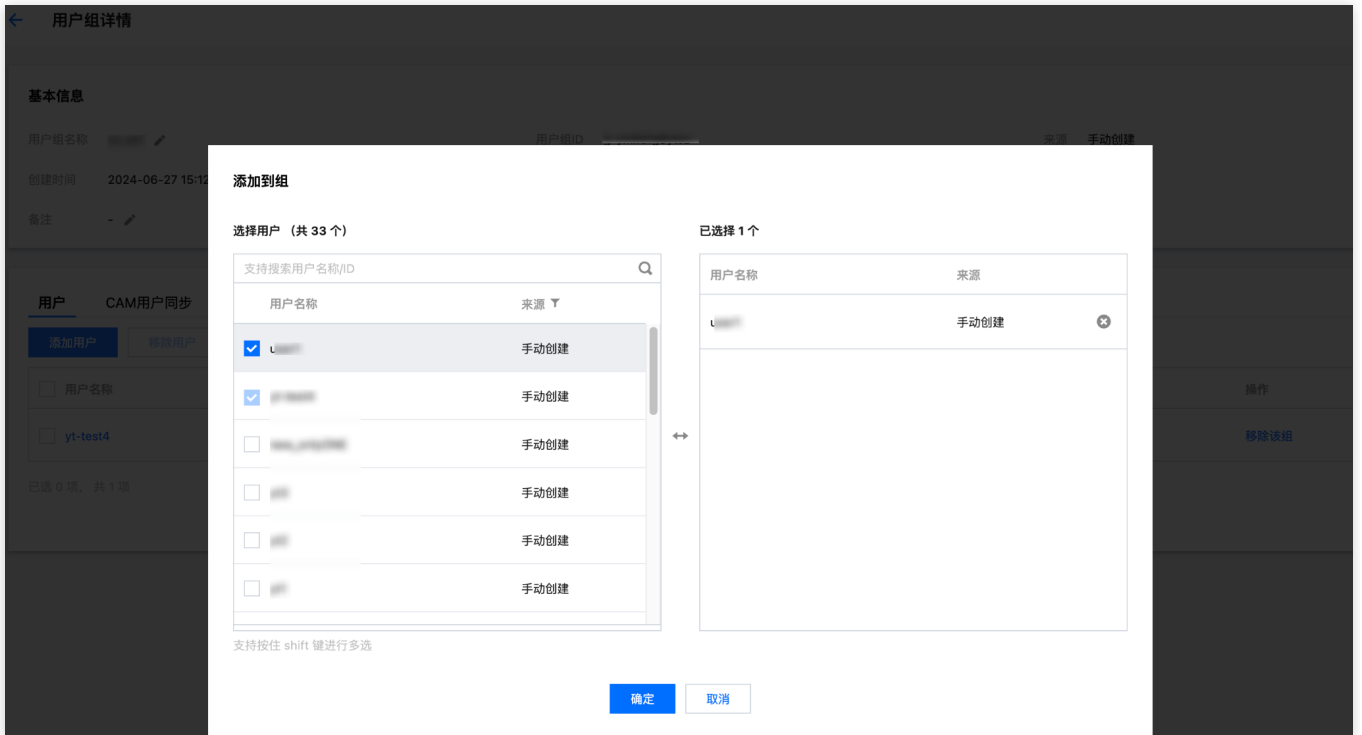 用户组详情
基本信息
用户组名称 用户组ID 来源 手动创建
创建时间 2024-06-27 15:12
备注 -
添加到组
选择用户 （共 33 个） 已选择 1 个
支持搜索用户名称/ID
用户名称 来源
用户名称 来源
手动创建
手动创建
手动创建
手动创建
手动创建
手动创建
手动创建
支持按住 shift 键进行多选
确定 取消
用户 CAM用户同步
添加用户 移除用户
用户名称 操作
yt-test4 移除该组
已选 0 项，共 1 项